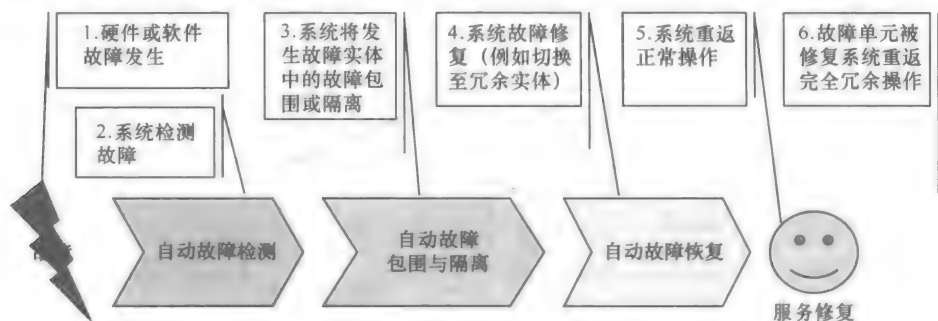 1.硬件或软件
故障发生
2.系统检测
故障
3.系统将发
生故障实体
中的故障包
围或隔离
4.系统故障修
复（例如切换
至冗余实体）
5.系统重返
正常操作
6.故障单元被
修复系统重返
完全冗余操作
自动故障检测
自动故障
包围与隔离
自动故障恢复
服务修复